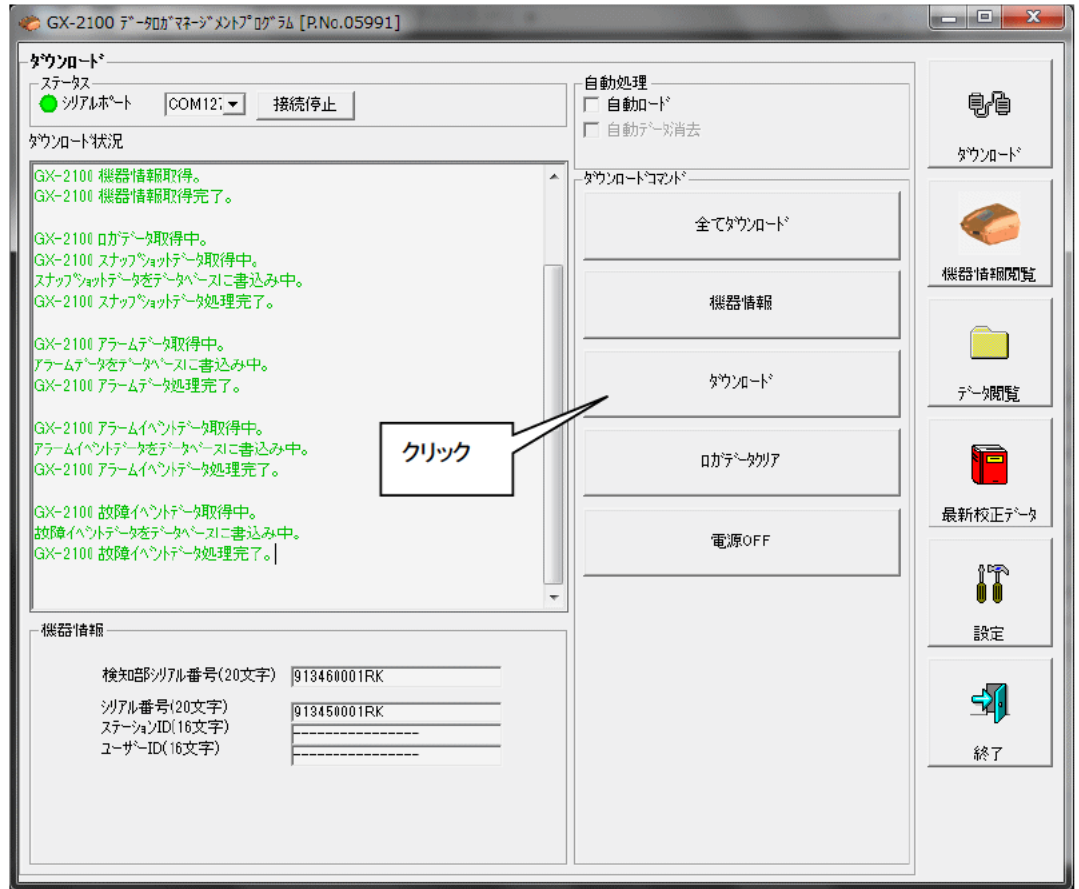 GX-2100 ﾃﾞｰﾀﾛｶﾞﾏﾈｰｼﾞﾒﾝﾄﾌﾟﾛｸﾞﾗﾑ [P.No.05991]
ﾀﾞｳﾝﾛｰﾄﾞ
ｽﾃｰﾀｽ
ｼﾘｱﾙﾎﾟｰﾄ
COM12
接続停止
ﾀﾞｳﾝﾛｰﾄﾞ状況
GX-2100 機器情報取得。
GX-2100 機器情報取得完了。
GX-2100 ﾛｶﾞﾃﾞｰﾀ取得中。
GX-2100 ｽﾅｯﾌﾟｼｮｯﾄﾃﾞｰﾀ取得中。
ｽﾅｯﾌﾟｼｮｯﾄﾃﾞｰﾀをﾃﾞｰﾀﾍﾞｰｽに書込み中。
GX-2100 ｽﾅｯﾌﾟｼｮｯﾄﾃﾞｰﾀ処理完了。
GX-2100 ｱﾗｰﾑﾃﾞｰﾀ取得中。
ｱﾗｰﾑﾃﾞｰﾀをﾃﾞｰﾀﾍﾞｰｽに書込み中。
GX-2100 ｱﾗｰﾑﾃﾞｰﾀ処理完了。
GX-2100 ｱﾗｰﾑｲﾍﾞﾝﾄﾃﾞｰﾀ取得中。
ｱﾗｰﾑｲﾍﾞﾝﾄﾃﾞｰﾀをﾃﾞｰﾀﾍﾞｰｽに書込み中。
GX-2100 ｱﾗｰﾑｲﾍﾞﾝﾄﾃﾞｰﾀ処理完了。
GX-2100 故障ｲﾍﾞﾝﾄﾃﾞｰﾀ取得中。
故障ｲﾍﾞﾝﾄﾃﾞｰﾀをﾃﾞｰﾀﾍﾞｰｽに書込み中。
GX-2100 故障ｲﾍﾞﾝﾄﾃﾞｰﾀ処理完了。
機器情報
検知部ｼﾘｱﾙ番号(20文字) 913460001RK
ｼﾘｱﾙ番号(20文字) 913450001RK
ｽﾃｰｼｮﾝID(16文字) ----------------
ﾕｰｻﾞｰID(16文字) ----------------
自動処理
自動ﾛｰﾄﾞ
自動ﾃﾞｰﾀ消去
ﾀﾞｳﾝﾛｰﾄﾞｺﾏﾝﾄﾞ
全てﾀﾞｳﾝﾛｰﾄﾞ
機器情報
ﾀﾞｳﾝﾛｰﾄﾞ
クリック
ﾛｶﾞﾃﾞｰﾀｸﾘｱ
電源OFF
ﾀﾞｳﾝﾛｰﾄﾞ
機器情報閲覧
ﾃﾞｰﾀ閲覧
最新校正ﾃﾞｰﾀ
設定
終了